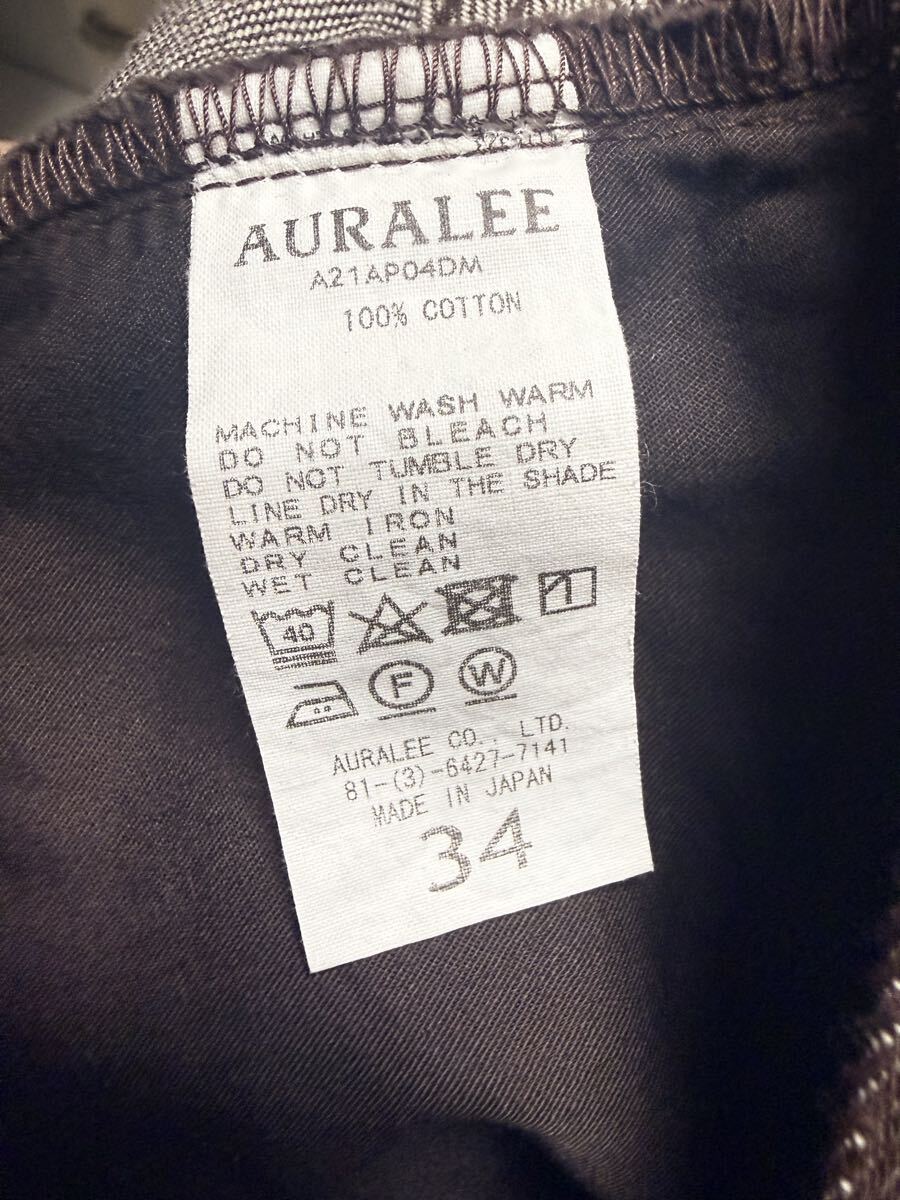 AURALEE
A21AP04DM
100% COTTON
MACHINE WASH WARM
DO NOT BLEACH
DO NOT TUMBLE DRY
LINE DRY IN THE SHADE
WARM IRON
DRY CLEAN
WET CLEAN
40
F W
AURALEE CO., LTD.
81-(3)-6427-7141
MADE IN JAPAN
34